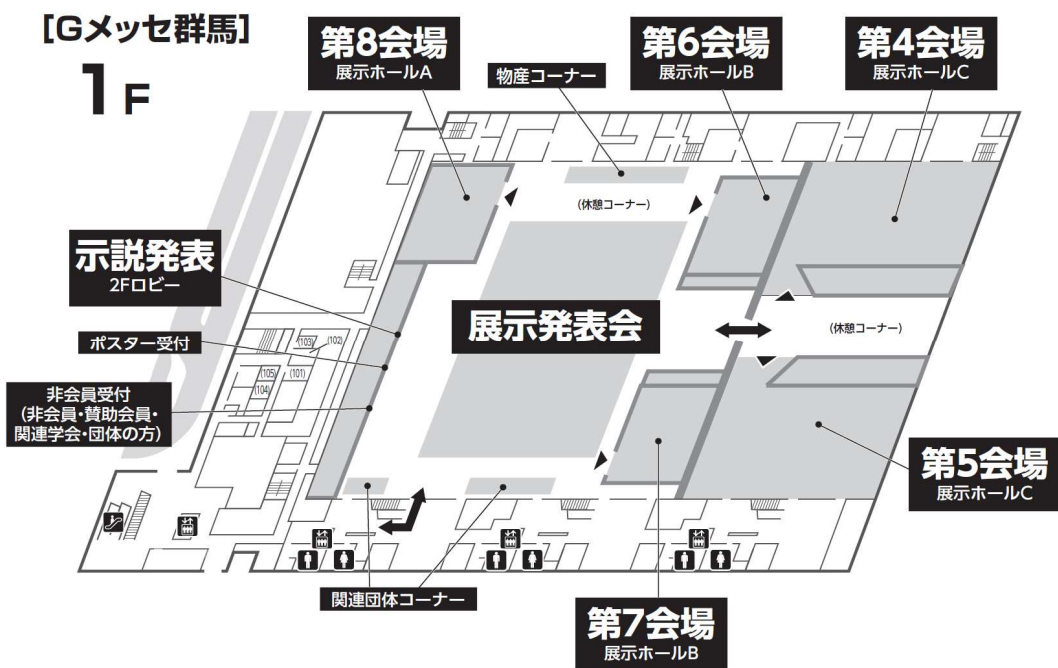 [Gメッセ群馬]
1F
第8会場
展示ホールA
物産コーナー
第6会場
展示ホールB
第4会場
展示ホールC
(休憩コーナー)
示説発表
2Fロビー
展示発表会
(休憩コーナー)
ポスター受付
(103)
(102)
(105)
(101)
(104)
非会員受付
(非会員・賛助会員・
関連学会・団体の方)
第5会場
展示ホールC
関連団体コーナー
第7会場
展示ホールB